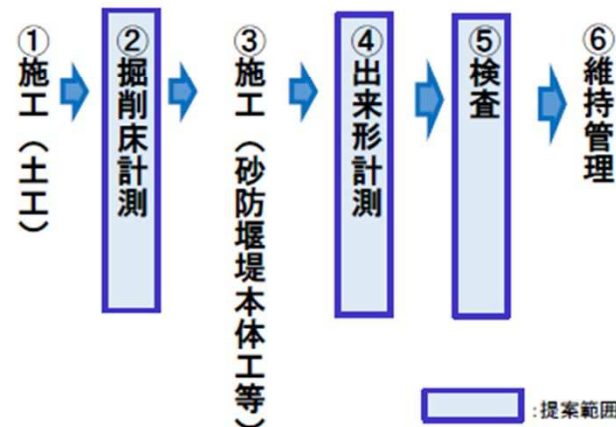 ①施工（土工）
②掘削床計測
③施工（砂防堰堤本体工等）
④出来形計測
⑤検査
⑥維持管理
：提案範囲